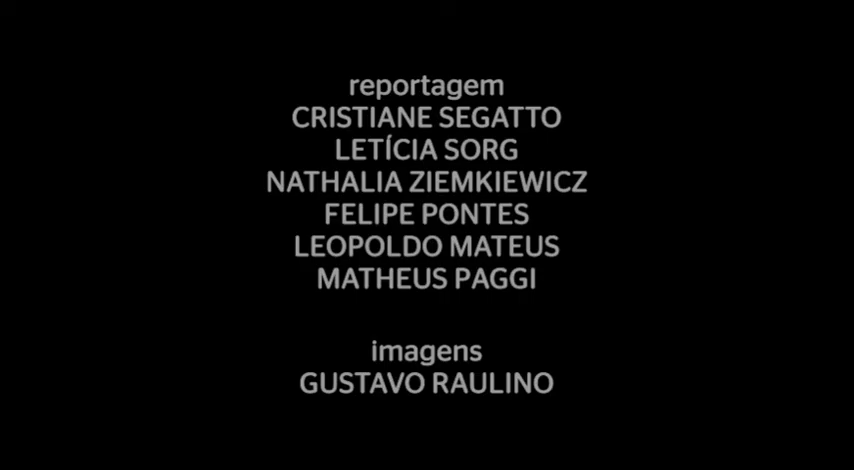 reportagem
CRISTIANE SEGATTO
LETÍCIA SORG
NATHALIA ZIEMKIEWICZ
FELIPE PONTES
LEOPOLDO MATEUS
MATHEUS PAGGI
imagens
GUSTAVO RAULINO